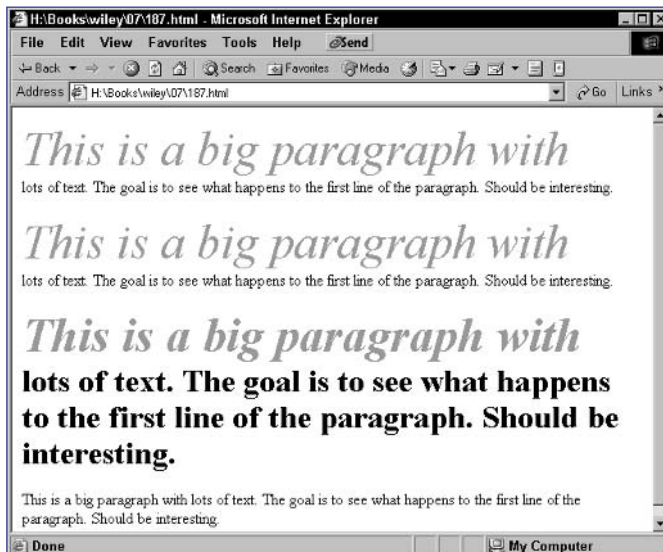 H:\Books\wiley\07\187.html - Microsoft Internet Explorer
File Edit View Favorites Tools Help Send
Back Search Favorites Media
Address H:\Books\wiley\07\187.html Go Links »
This is a big paragraph with
lots of text. The goal is to see what happens to the first line of the paragraph. Should be interesting.
This is a big paragraph with
lots of text. The goal is to see what happens to the first line of the paragraph. Should be interesting.
This is a big paragraph with
lots of text. The goal is to see what happens
to the first line of the paragraph. Should be
interesting.
This is a big paragraph with lots of text. The goal is to see what happens to the first line of the
paragraph. Should be interesting.
Done My Computer